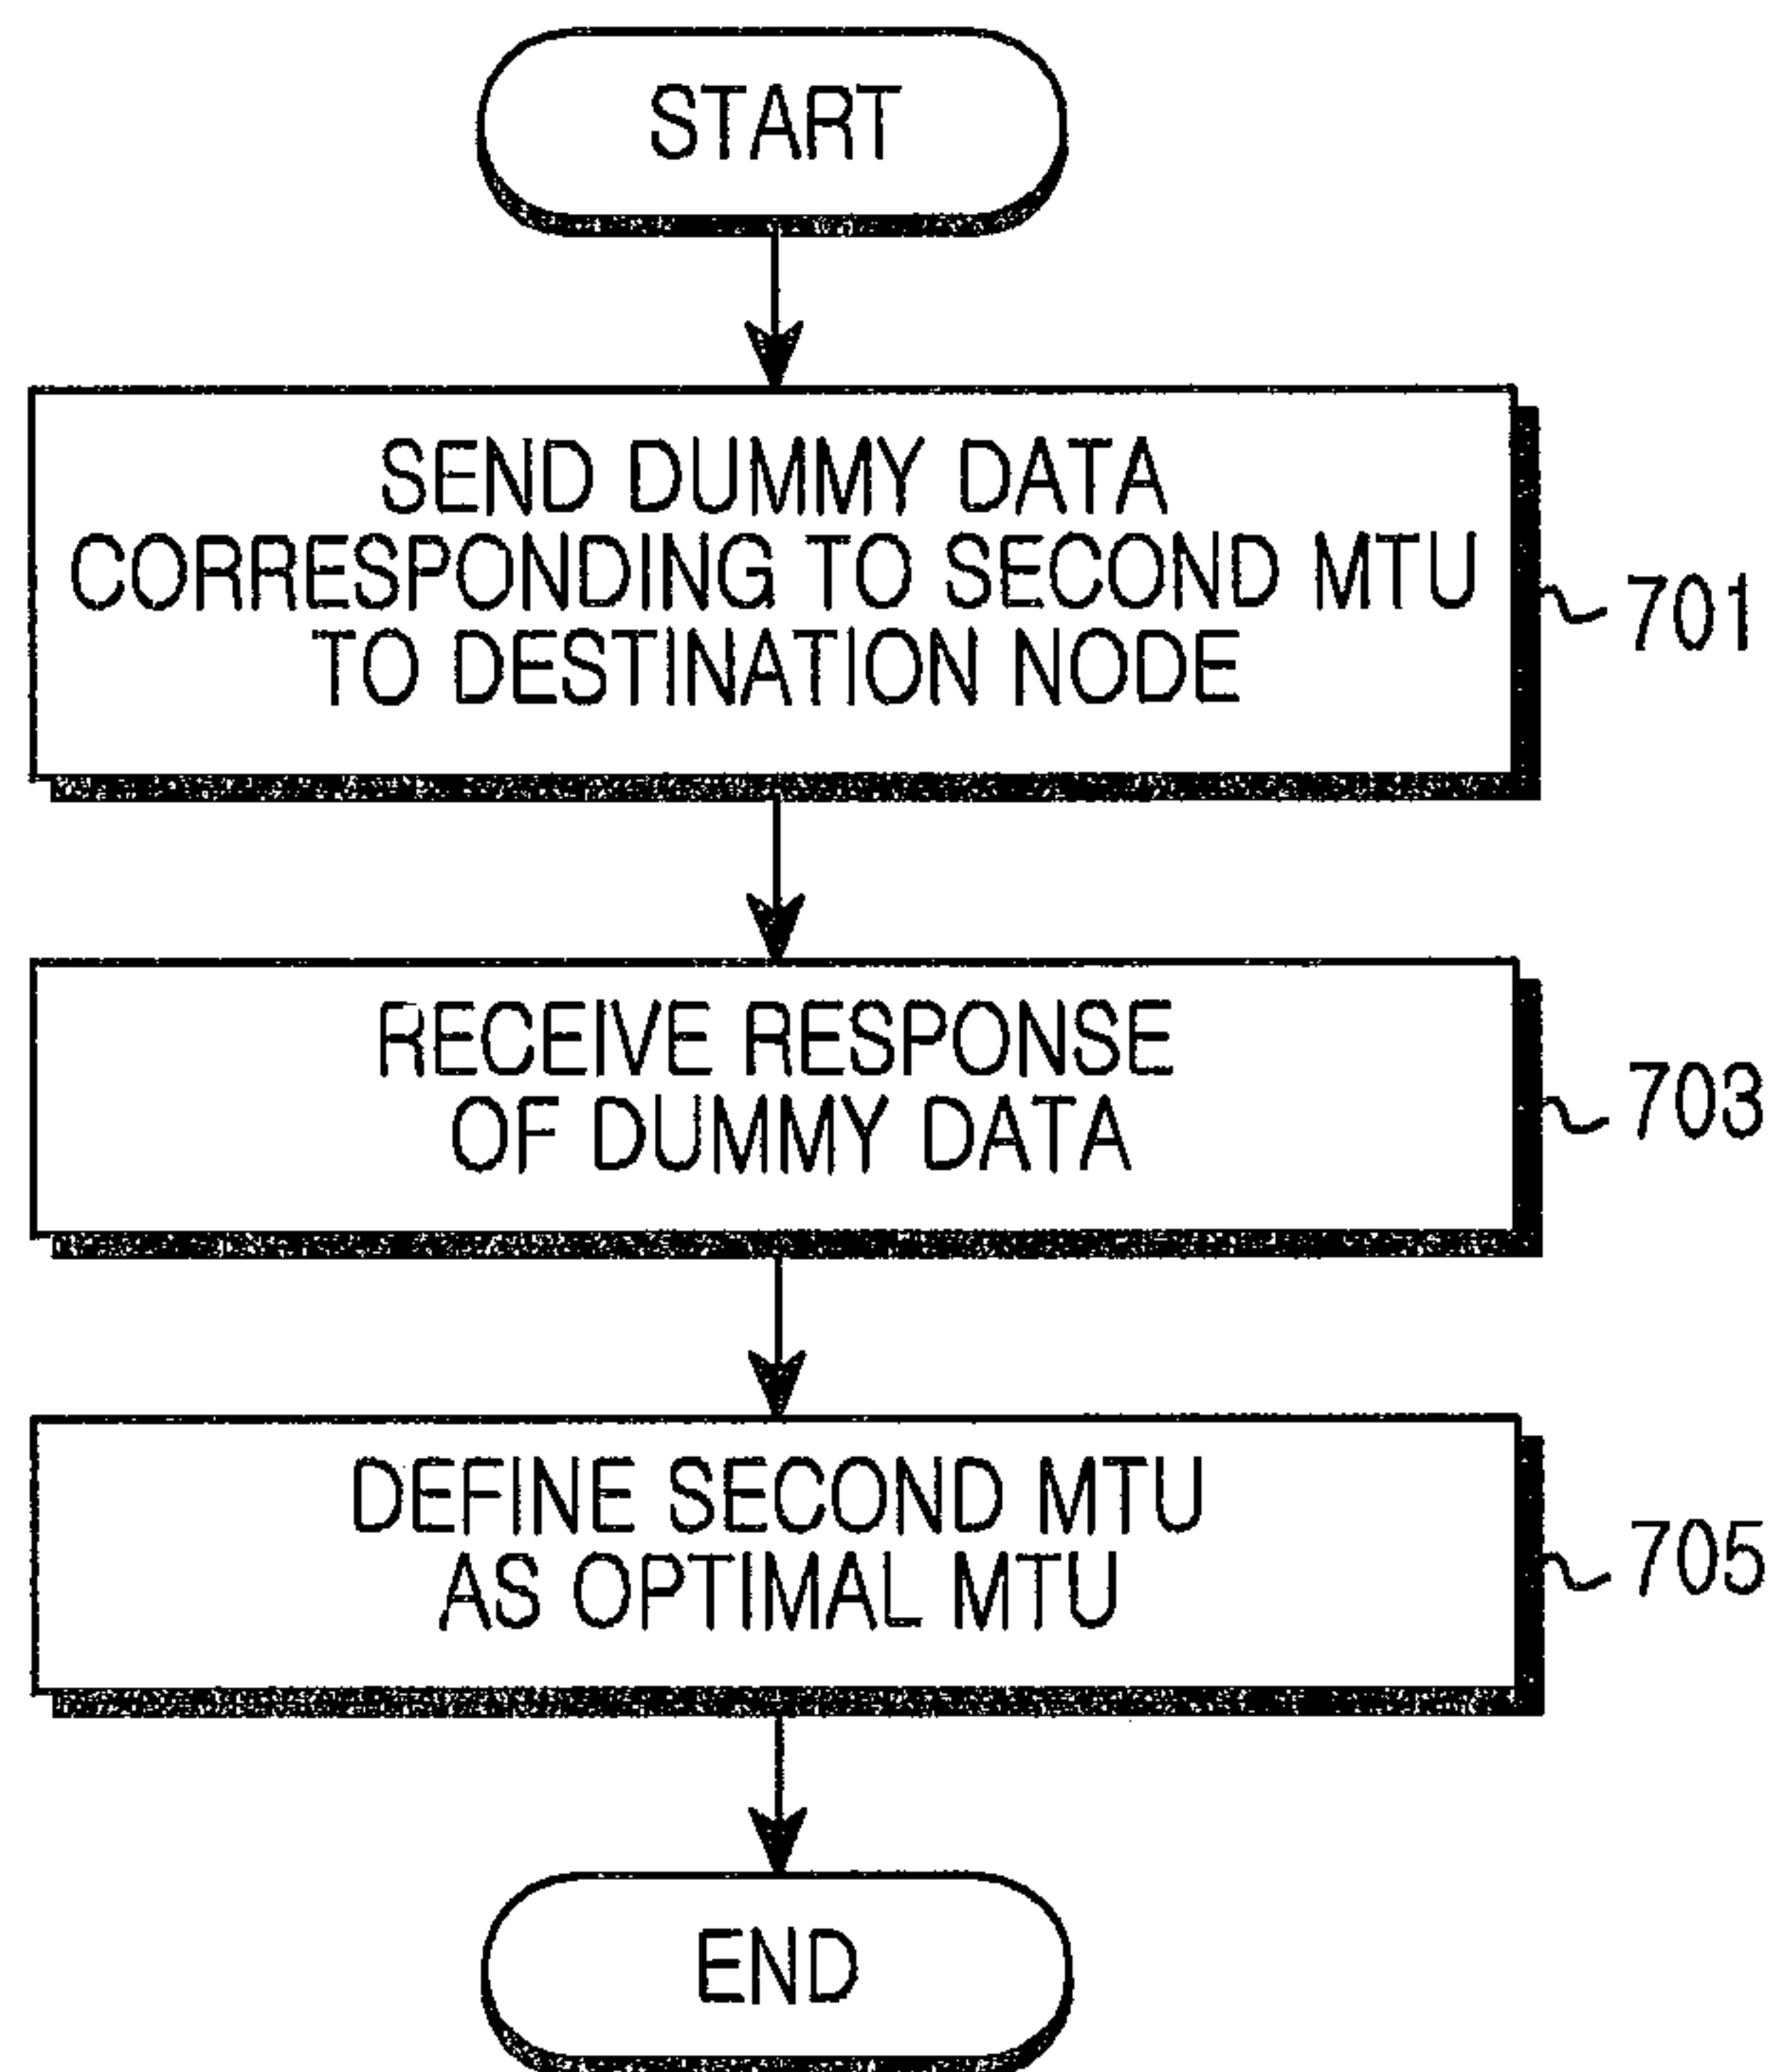 START
SEND DUMMY DATA
CORRESPONDING TO SECOND MTU
TO DESTINATION NODE
701
RECEIVE RESPONSE
OF DUMMY DATA
703
DEFINE SECOND MTU
AS OPTIMAL MTU
705
END